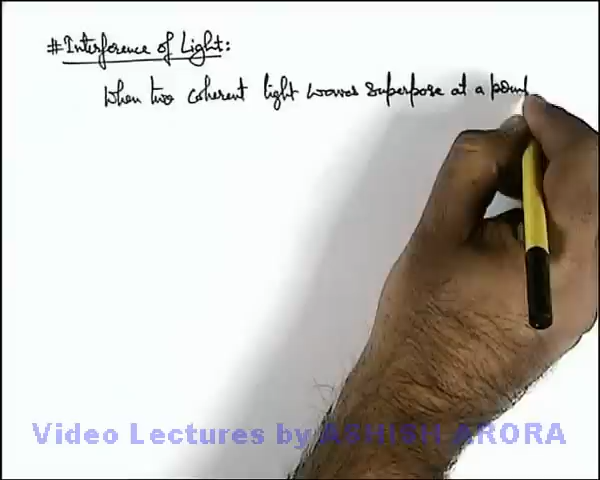 # Interference of Light:
When two coherent light waves superpose at a point
Video Lectures by ASHISH ARORA